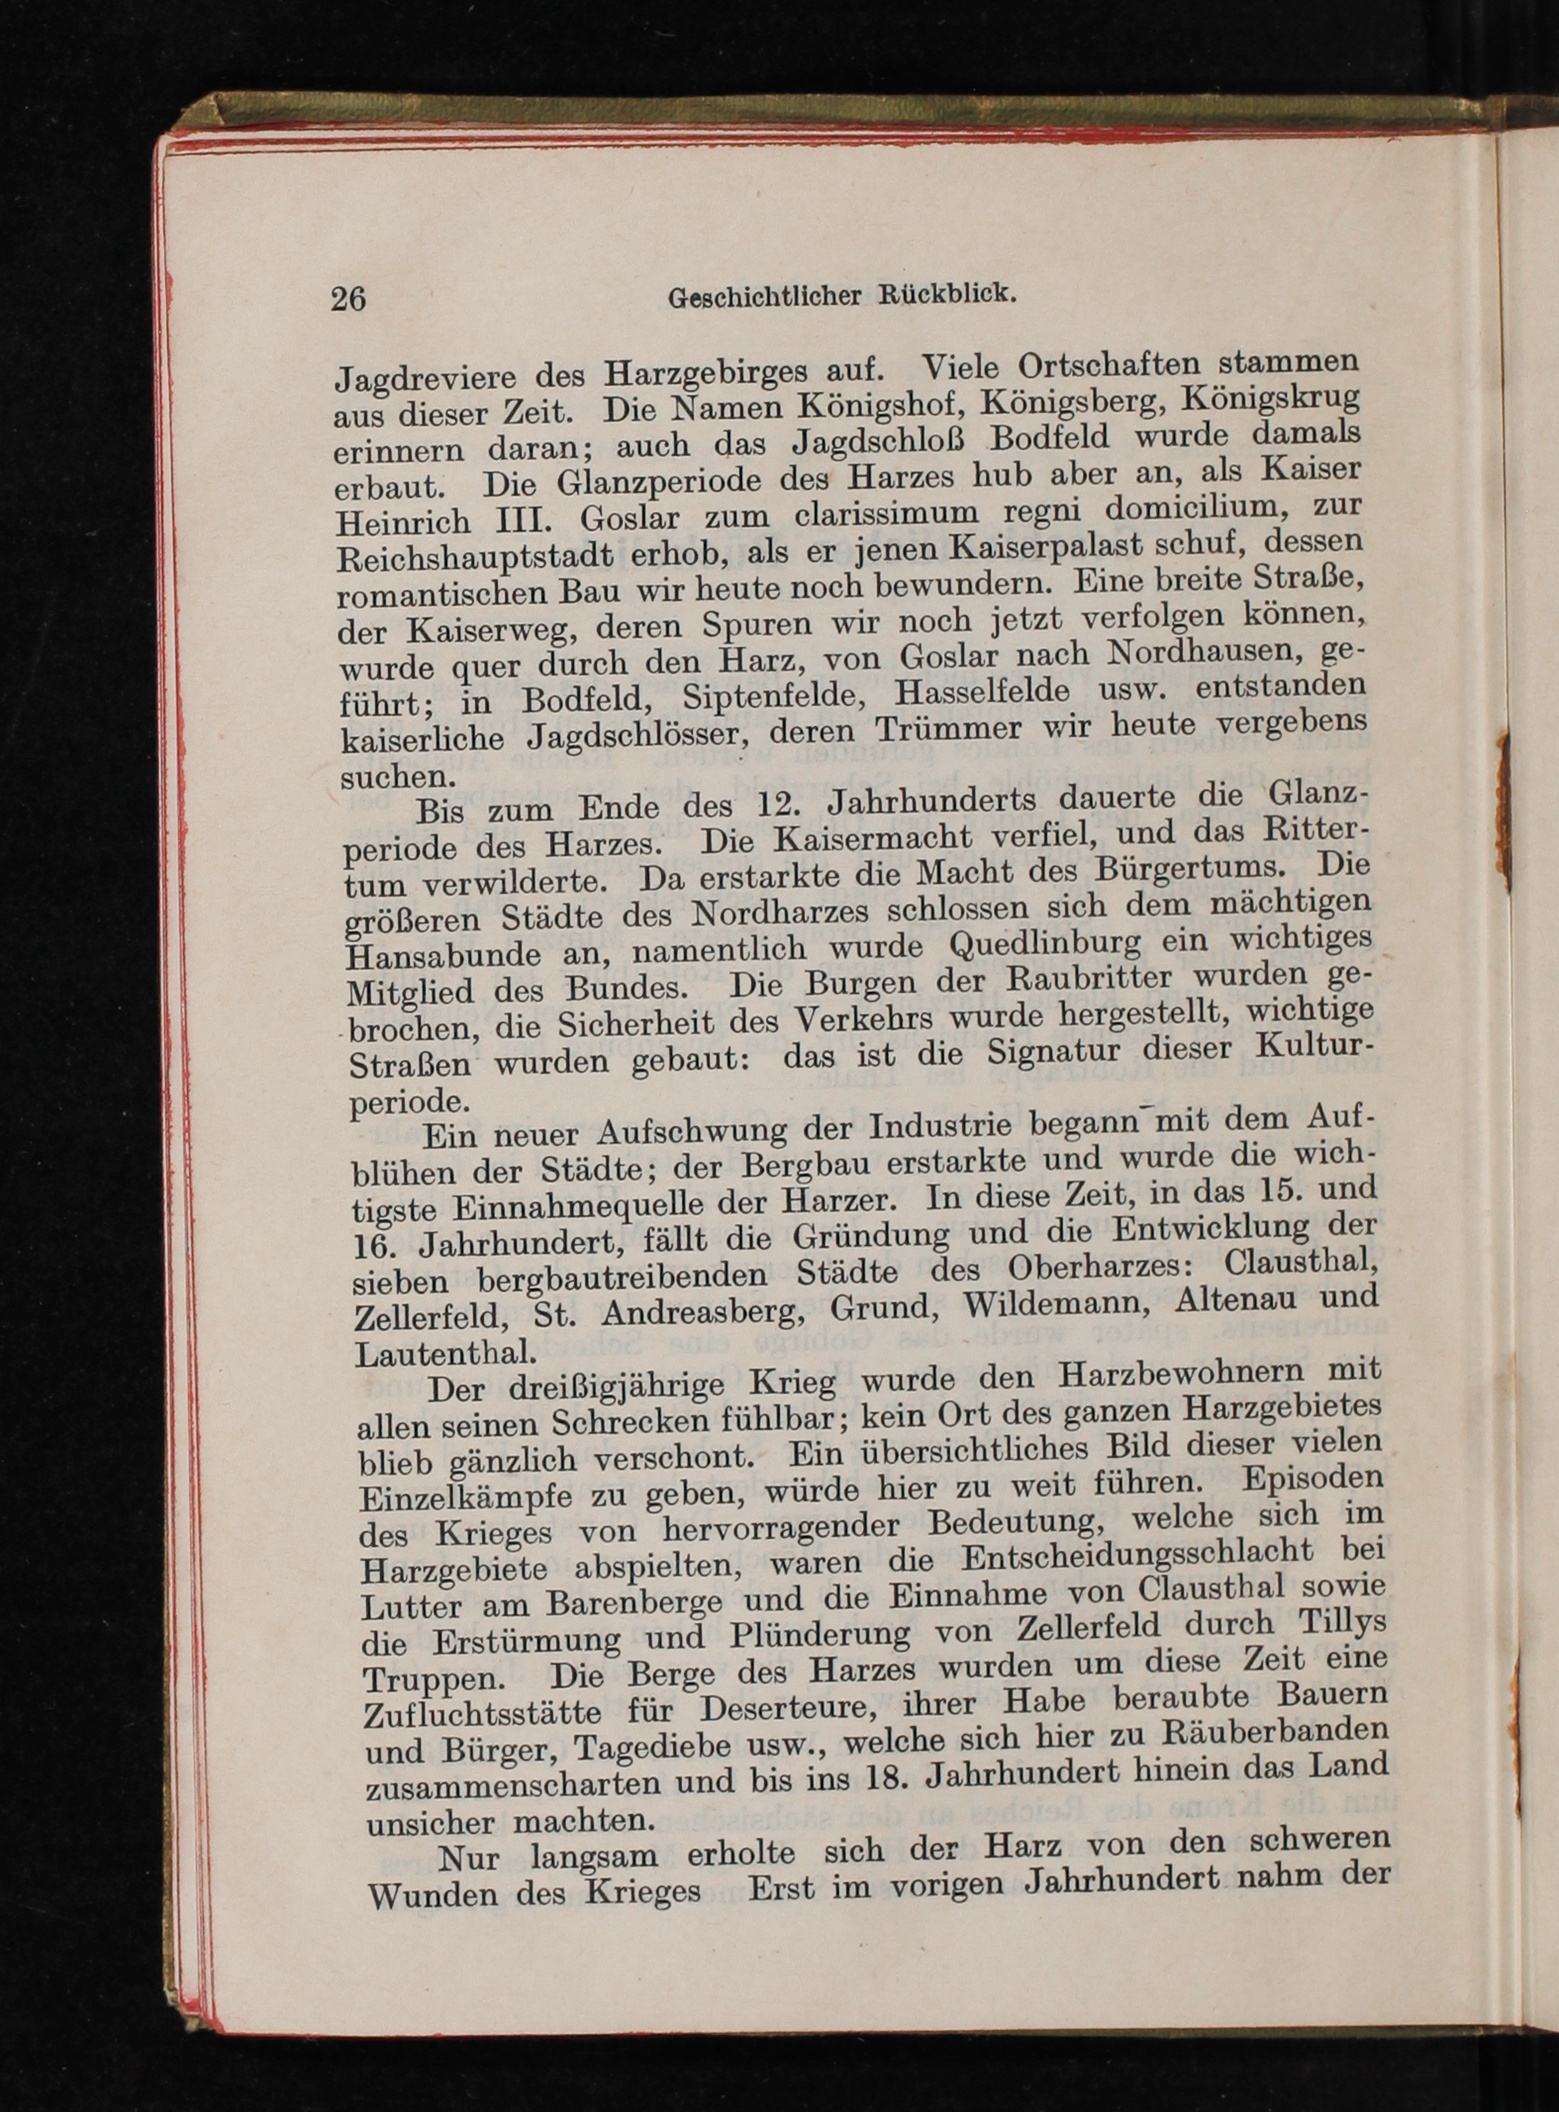 26
Geschichtlicher Rückblick.
Jagdreviere des Harzgebirges auf. Viele Ortschaften stammen
aus dieser Zeit. Die Namen Königshof, Königsberg, Königskrug
erinnern daran; auch das Jagdschloß Bodfeld wurde damals
erbaut. Die Glanzperiode des Harzes hub aber an, als Kaiser
Heinrich III. Goslar zum clarissimum regni domicilium, zur
Reichshauptstadt erhob, als er jenen Kaiserpalast schuf, dessen
romantischen Bau wir heute noch bewundern. Eine breite Straße,
der Kaiserweg, deren Spuren wir noch jetzt verfolgen können,
wurde quer durch den Harz, von Goslar nach Nordhausen, ge-
führt; in Bodfeld, Siptenfelde, Hasselfelde usw. entstanden
kaiserliche Jagdschlösser, deren Trümmer wir heute vergebens
suchen.
Bis zum Ende des 12. Jahrhunderts dauerte die Glanz-
periode des Harzes. Die Kaisermacht verfiel, und das Ritter-
tum verwilderte. Da erstarkte die Macht des Bürgertums. Die
größeren Städte des Nordharzes schlossen sich dem mächtigen
Hansabunde an, namentlich wurde Quedlinburg ein wichtiges
Mitglied des Bundes. Die Burgen der Raubritter wurden ge-
brochen, die Sicherheit des Verkehrs wurde hergestellt, wichtige
Straßen wurden gebaut: das ist die Signatur dieser Kultur-
periode.
Ein neuer Aufschwung der Industrie begann mit dem Auf-
blühen der Städte; der Bergbau erstarkte und wurde die wich-
tigste Einnahmequelle der Harzer. In diese Zeit, in das 15. und
16. Jahrhundert, fällt die Gründung und die Entwicklung der
sieben bergbautreibenden Städte des Oberharzes: Clausthal,
Zellerfeld, St. Andreasberg, Grund, Wildemann, Altenau und
Lautenthal.
Der dreißigjährige Krieg wurde den Harzbewohnern mit
allen seinen Schrecken fühlbar; kein Ort des ganzen Harzgebietes
blieb gänzlich verschont. Ein übersichtliches Bild dieser vielen
Einzelkämpfe zu geben, würde hier zu weit führen. Episoden
des Krieges von hervorragender Bedeutung, welche sich im
Harzgebiete abspielten, waren die Entscheidungsschlacht bei
Lutter am Barenberge und die Einnahme von Clausthal sowie
die Erstürmung und Plünderung von Zellerfeld durch Tillys
Truppen. Die Berge des Harzes wurden um diese Zeit eine
Zufluchtsstätte für Deserteure, ihrer Habe beraubte Bauern
und Bürger, Tagediebe usw., welche sich hier zu Räuberbanden
zusammenscharten und bis ins 18. Jahrhundert hinein das Land
unsicher machten.
Nur langsam erholte sich der Harz von den schweren
Wunden des Krieges Erst im vorigen Jahrhundert nahm der